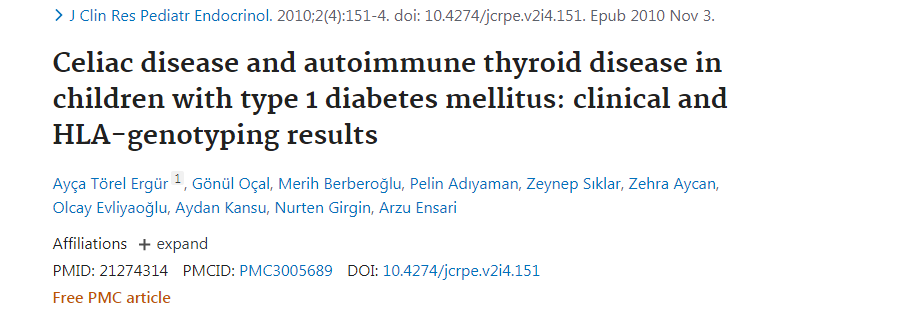 J Clin Res Pediatr Endocrinol. 2010;2(4):151-4. doi: 10.4274/jcrpe.v2i4.151. Epub 2010 Nov 3.
Celiac disease and autoimmune thyroid disease in
children with type 1 diabetes mellitus: clinical and
HLA-genotyping results
Ayça Törel Ergür 1, Gönül Oçal, Merih Berberoğlu, Pelin Adıyaman, Zeynep Sıklar, Zehra Aycan,
Olcay Evliyaoğlu, Aydan Kansu, Nurten Girgin, Arzu Ensari
Affiliations + expand
PMID: 21274314 PMCID: PMC3005689 DOI: 10.4274/jcrpe.v2i4.151
Free PMC article